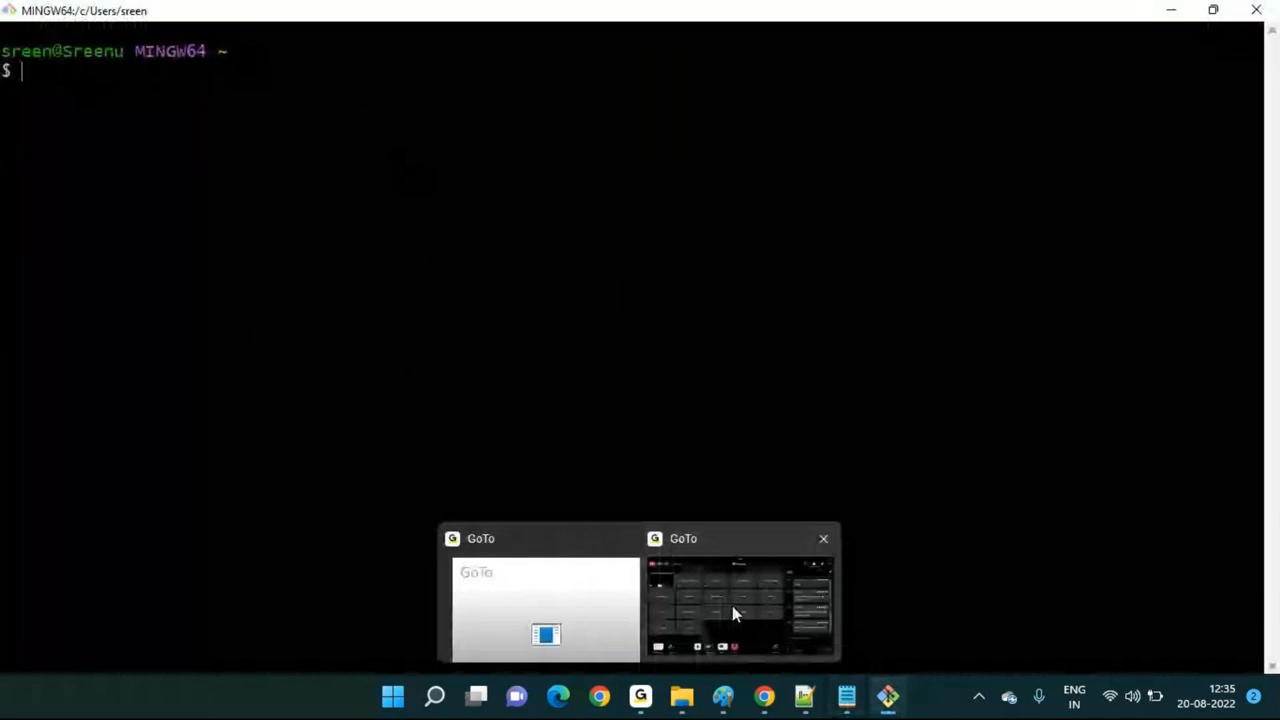 MINGW64:/c/Users/sreen
sreen@Sreenu MINGW64 ~
$
GoTo
GoTo
GoTo
ENG
IN
12:35
20-08-2022
2